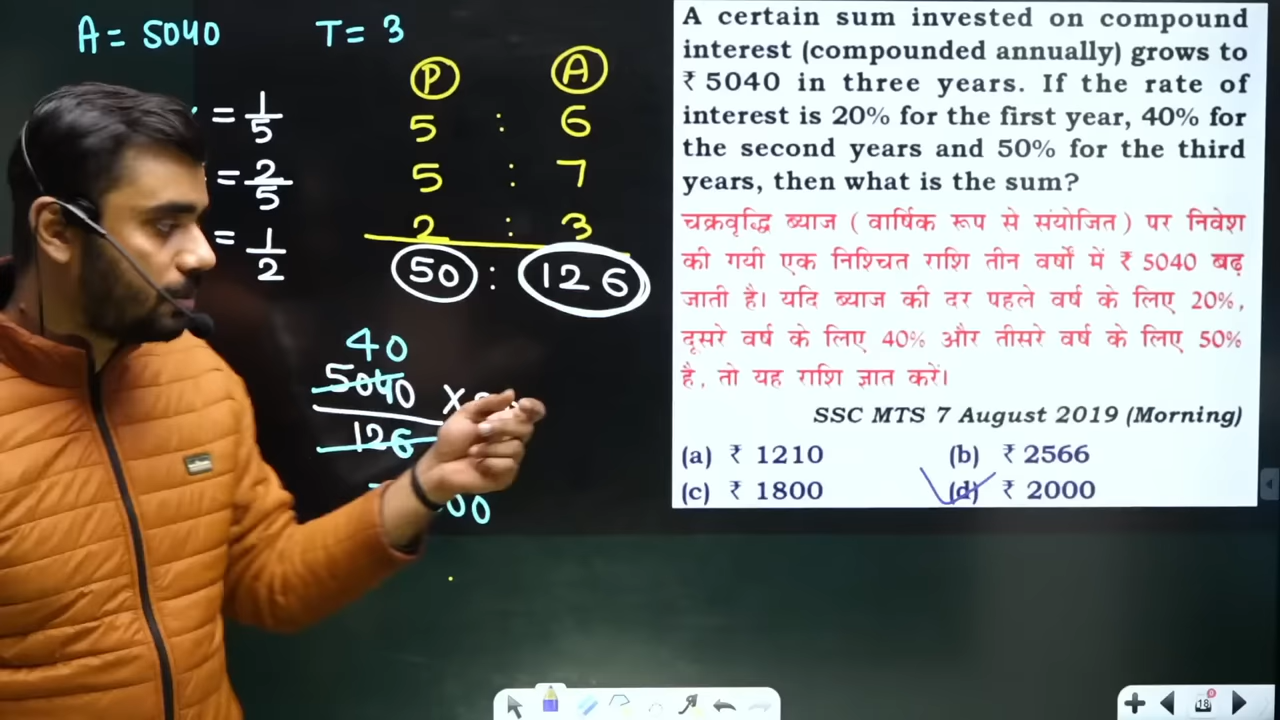 A = 5040 T = 3
P A
= 1/5 5 : 6
= 2/5 5 : 7
= 1/2 2 : 3
50 : 126
40
5040 ×
126
00
A certain sum invested on compound
interest (compounded annually) grows to
₹ 5040 in three years. If the rate of
interest is 20% for the first year, 40% for
the second years and 50% for the third
years, then what is the sum?
चक्रवृद्धि ब्याज ( वार्षिक रूप से संयोजित ) पर निवेश
की गयी एक निश्चित राशि तीन वर्षों में ₹ 5040 बढ़
जाती है। यदि ब्याज की दर पहले वर्ष के लिए 20%,
दूसरे वर्ष के लिए 40% और तीसरे वर्ष के लिए 50%
है, तो यह राशि ज्ञात करें।
SSC MTS 7 August 2019 (Morning)
(a) ₹ 1210 (b) ₹ 2566
(c) ₹ 1800 (d) ₹ 2000
18